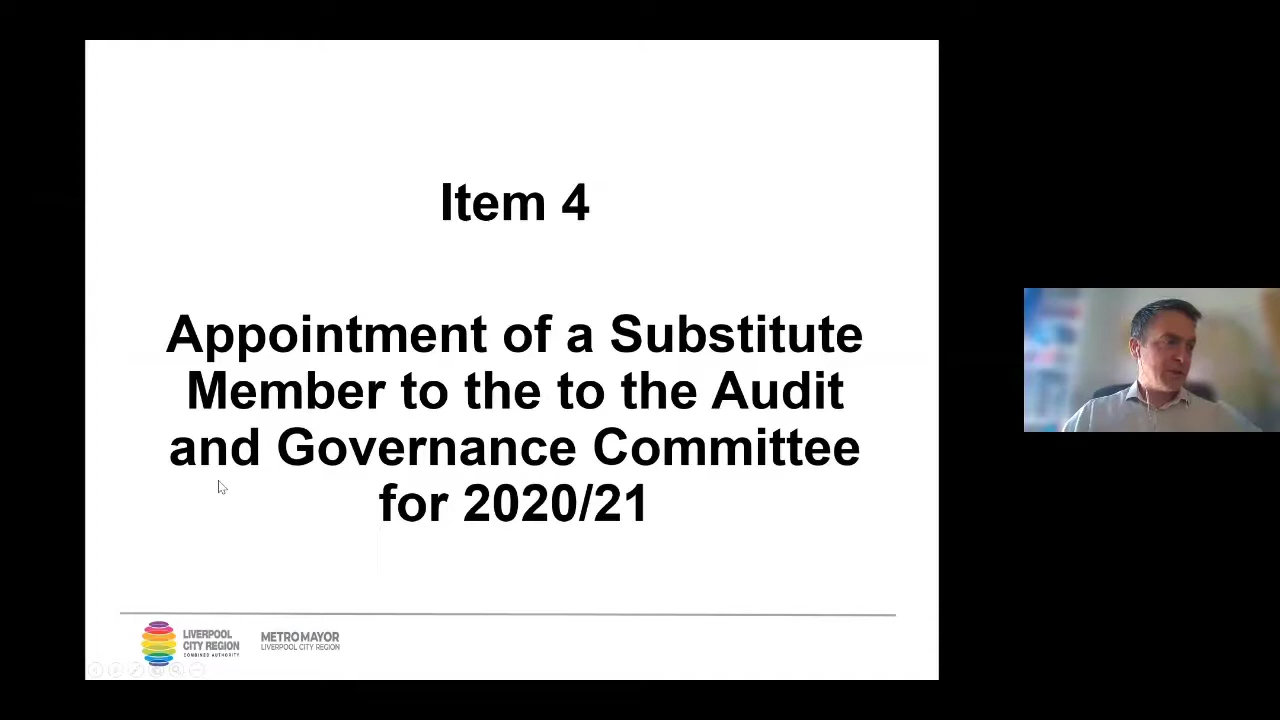 Item 4
Appointment of a Substitute
Member to the to the Audit
and Governance Committee
for 2020/21
LIVERPOOL
CITY REGION
COMBINED AUTHORITY
METRO MAYOR
LIVERPOOL CITY REGION